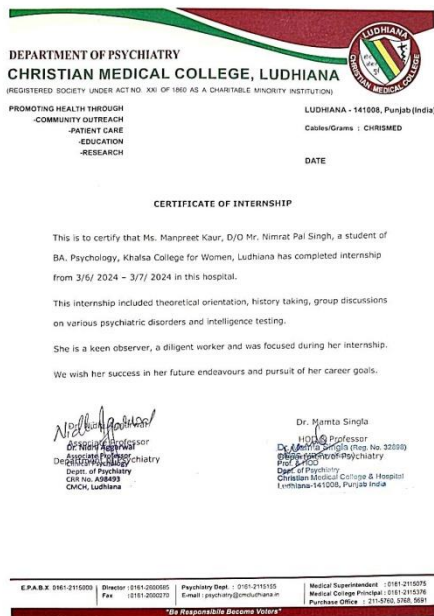 LUDHIANA
CHRISTIAN MEDICAL COLLEGE
DEPARTMENT OF PSYCHIATRY
CHRISTIAN MEDICAL COLLEGE, LUDHIANA
(REGISTERED SOCIETY UNDER ACT NO. XXI OF 1860 AS A CHARITABLE MINORITY INSTITUTION)
PROMOTING HEALTH THROUGH
-COMMUNITY OUTREACH
-PATIENT CARE
-EDUCATION
-RESEARCH
LUDHIANA - 141008, Punjab (India)
Cables/Grams : CHRISMED
DATE
CERTIFICATE OF INTERNSHIP
This is to certify that Ms. Manpreet Kaur, D/O Mr. Nimrat Pal Singh, a student of
BA. Psychology, Khalsa College for Women, Ludhiana has completed internship
from 3/6/ 2024 – 3/7/ 2024 in this hospital.
This internship included theoretical orientation, history taking, group discussions
on various psychiatric disorders and intelligence testing.
She is a keen observer, a diligent worker and was focused during her internship.
We wish her success in her future endeavours and pursuit of her career goals.
Associate Professor
Dr. Nidhi Aggarwal
Associate Professor
Clinical Psychology
Department of Psychiatry
Deptt. of Psychiatry
CRR No. A98493
CMCH, Ludhiana
Dr. Mamta Singla
HOD & Professor
Dr. Mamta Singla (Reg. No. 32898)
Department of Psychiatry
Prof. & HOD
Dept. of Psychiatry
Christian Medical College & Hospital
Ludhiana-141008, Punjab India
E.P.A.B.X 0161-2115000
Director : 0161-2600685
Fax : 0161-2600270
Psychiatry Dept. : 0161-2115155
E-mail : psychiatry@cmcludhiana.in
Medical Superintendent : 0161-2115075
Medical College Principal : 0161-2115376
Purchase Office : 211-5760, 5768, 5691
"Be Responsibile Become Voters"